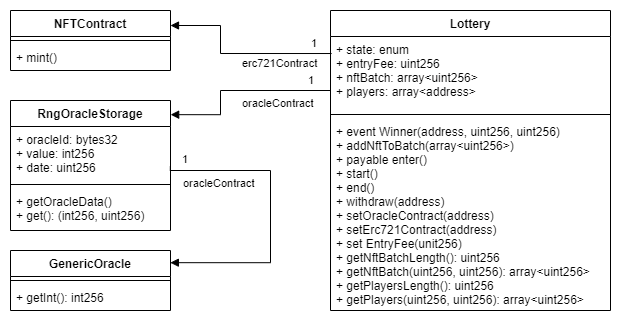 NFTContract
+ mint()
1
erc721Contract
1
oracleContract
RngOracleStorage
+ oracleId: bytes32
+ value: int256
+ date: uint256
+ getOracleData()
+ get(): (int256, uint256)
1
oracleContract
GenericOracle
+ getInt(): int256
Lottery
+ state: enum
+ entryFee: uint256
+ nftBatch: array<uint256>
+ players: array<address>
+ event Winner(address, uint256, uint256)
+ addNftToBatch(array<uint256>)
+ payable enter()
+ start()
+ end()
+ withdraw(address)
+ setOracleContract(address)
+ setErc721Contract(address)
+ set EntryFee(unit256)
+ getNftBatchLength(): uint256
+ getNftBatch(uint256, uint256): array<uint256>
+ getPlayersLength(): uint256
+ getPlayers(uint256, uint256): array<uint256>